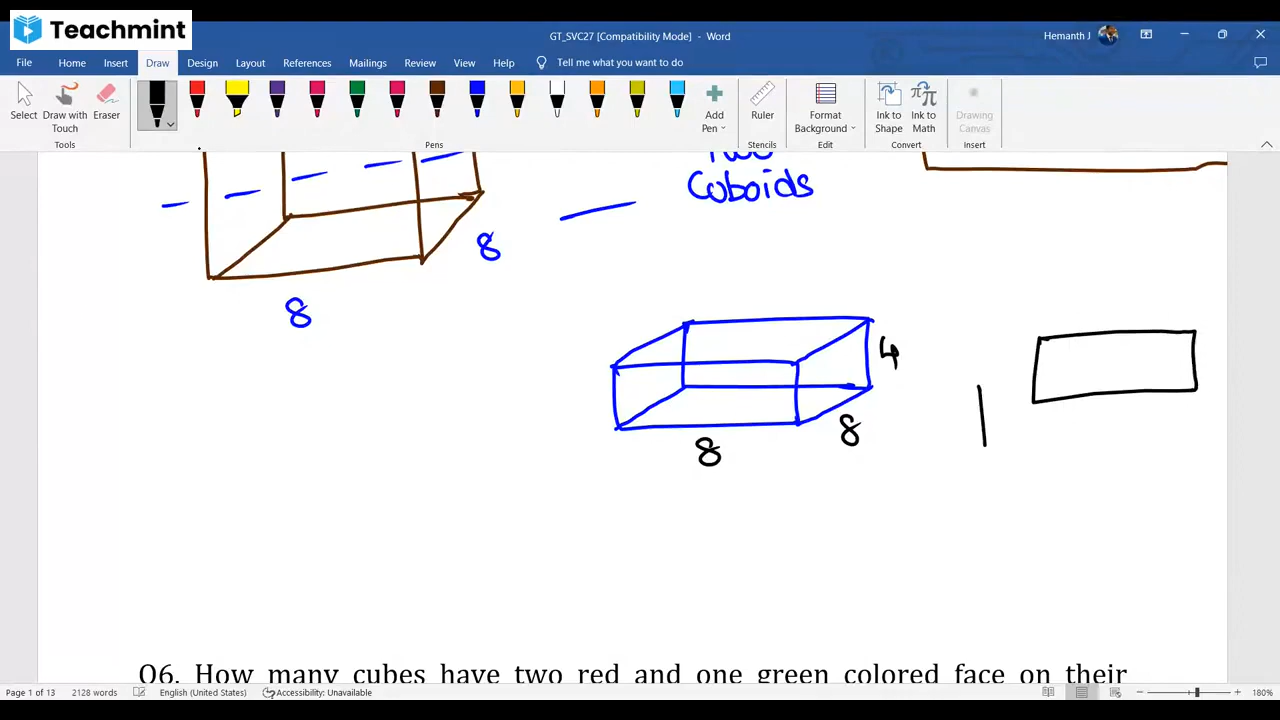 Teachmint
GT_SVC27 [Compatibility Mode] - Word
Hemanth J
File Home Insert Draw Design Layout References Mailings Review View Help Tell me what you want to do
Select Draw with Touch Eraser Add Pen Ruler Format Background Ink to Shape Ink to Math Drawing Canvas
Tools Pens Stencils Edit Convert Insert
Cuboids
8
8
4
8
8
Q6. How many cubes have two red and one green colored face on their
Page 1 of 13 2128 words English (United States) Accessibility: Unavailable 180%